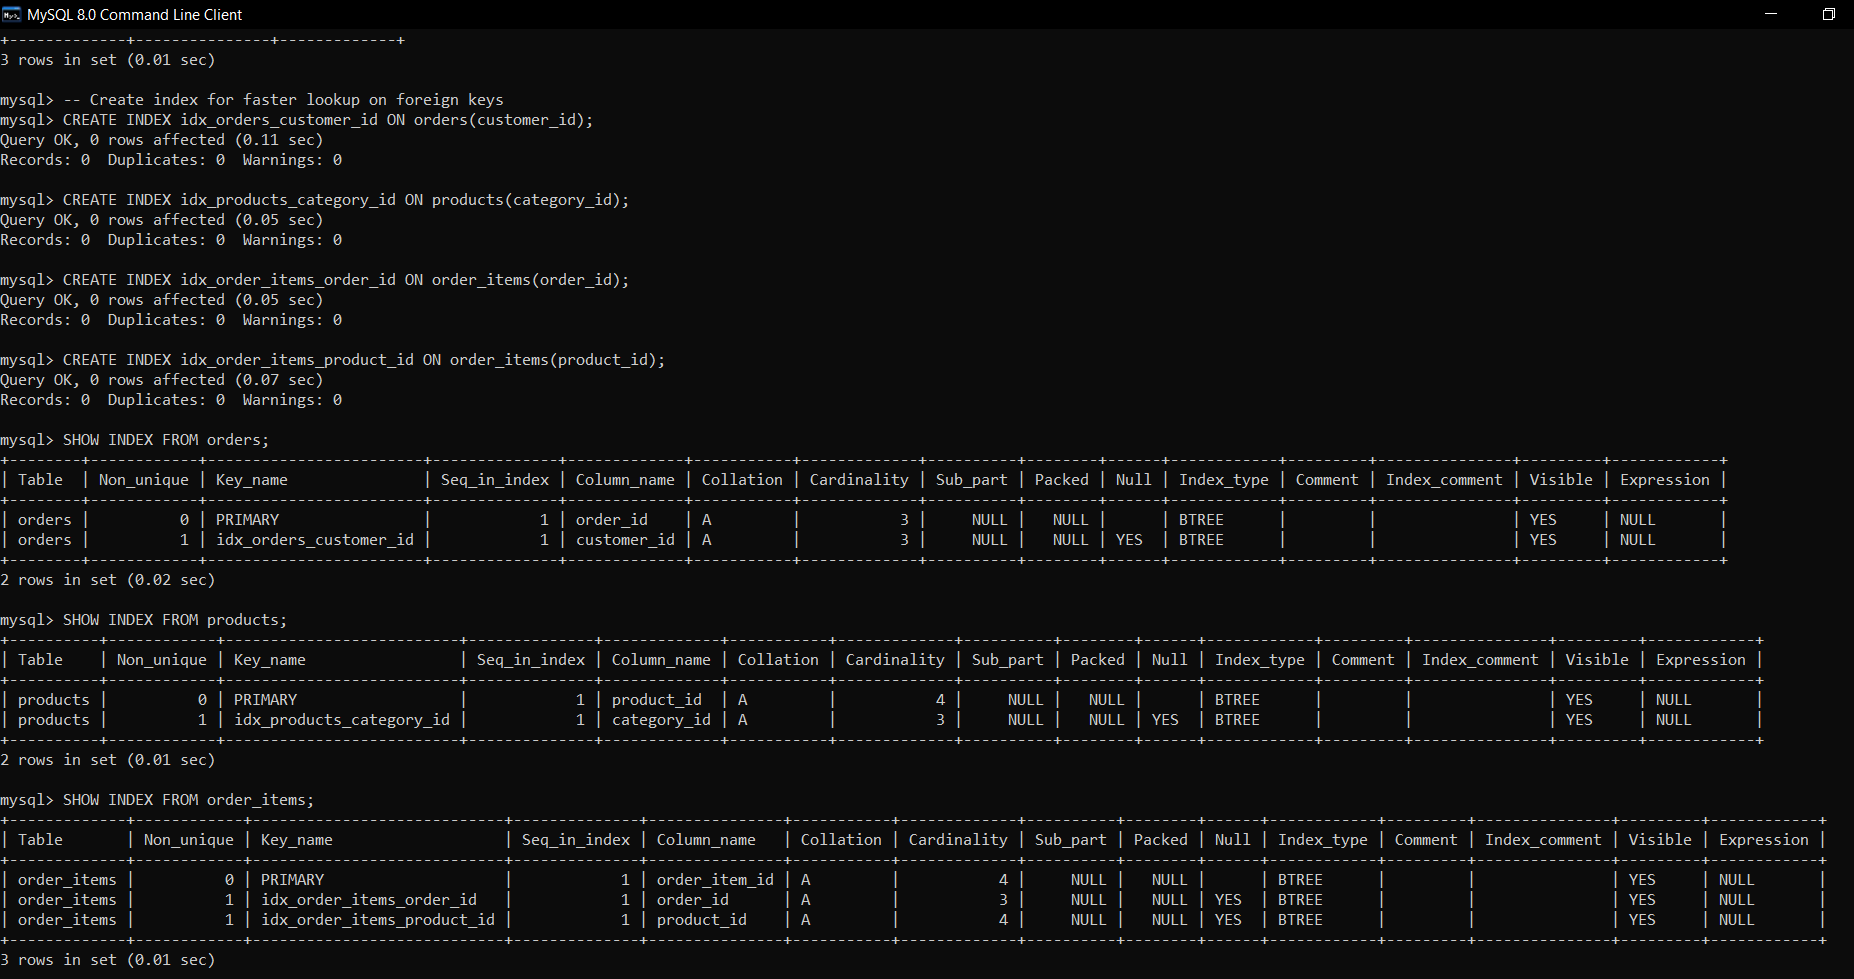 MySQL 8.0 Command Line Client
+-------------+---------------+-------------+
3 rows in set (0.01 sec)

mysql> -- Create index for faster lookup on foreign keys
mysql> CREATE INDEX idx_orders_customer_id ON orders(customer_id);
Query OK, 0 rows affected (0.11 sec)
Records: 0  Duplicates: 0  Warnings: 0

mysql> CREATE INDEX idx_products_category_id ON products(category_id);
Query OK, 0 rows affected (0.05 sec)
Records: 0  Duplicates: 0  Warnings: 0

mysql> CREATE INDEX idx_order_items_order_id ON order_items(order_id);
Query OK, 0 rows affected (0.05 sec)
Records: 0  Duplicates: 0  Warnings: 0

mysql> CREATE INDEX idx_order_items_product_id ON order_items(product_id);
Query OK, 0 rows affected (0.07 sec)
Records: 0  Duplicates: 0  Warnings: 0

mysql> SHOW INDEX FROM orders;
+--------+------------+------------------------+--------------+-------------+-----------+-------------+----------+--------+------+------------+---------+---------------+---------+------------+
| Table  | Non_unique | Key_name               | Seq_in_index | Column_name | Collation | Cardinality | Sub_part | Packed | Null | Index_type | Comment | Index_comment | Visible | Expression |
+--------+------------+------------------------+--------------+-------------+-----------+-------------+----------+--------+------+------------+---------+---------------+---------+------------+
| orders |          0 | PRIMARY                |            1 | order_id    | A         |           3 |     NULL |   NULL |      | BTREE      |         |               | YES     | NULL       |
| orders |          1 | idx_orders_customer_id |            1 | customer_id | A         |           3 |     NULL |   NULL | YES  | BTREE      |         |               | YES     | NULL       |
+--------+------------+------------------------+--------------+-------------+-----------+-------------+----------+--------+------+------------+---------+---------------+---------+------------+
2 rows in set (0.02 sec)

mysql> SHOW INDEX FROM products;
+----------+------------+--------------------------+--------------+-------------+-----------+-------------+----------+--------+------+------------+---------+---------------+---------+------------+
| Table    | Non_unique | Key_name                 | Seq_in_index | Column_name | Collation | Cardinality | Sub_part | Packed | Null | Index_type | Comment | Index_comment | Visible | Expression |
+----------+------------+--------------------------+--------------+-------------+-----------+-------------+----------+--------+------+------------+---------+---------------+---------+------------+
| products |          0 | PRIMARY                  |            1 | product_id  | A         |           4 |     NULL |   NULL |      | BTREE      |         |               | YES     | NULL       |
| products |          1 | idx_products_category_id |            1 | category_id | A         |           3 |     NULL |   NULL | YES  | BTREE      |         |               | YES     | NULL       |
+----------+------------+--------------------------+--------------+-------------+-----------+-------------+----------+--------+------+------------+---------+---------------+---------+------------+
2 rows in set (0.01 sec)

mysql> SHOW INDEX FROM order_items;
+-------------+------------+----------------------------+--------------+---------------+-----------+-------------+----------+--------+------+------------+---------+---------------+---------+------------+
| Table       | Non_unique | Key_name                   | Seq_in_index | Column_name   | Collation | Cardinality | Sub_part | Packed | Null | Index_type | Comment | Index_comment | Visible | Expression |
+-------------+------------+----------------------------+--------------+---------------+-----------+-------------+----------+--------+------+------------+---------+---------------+---------+------------+
| order_items |          0 | PRIMARY                    |            1 | order_item_id | A         |           4 |     NULL |   NULL |      | BTREE      |         |               | YES     | NULL       |
| order_items |          1 | idx_order_items_order_id   |            1 | order_id      | A         |           3 |     NULL |   NULL | YES  | BTREE      |         |               | YES     | NULL       |
| order_items |          1 | idx_order_items_product_id |            1 | product_id    | A         |           4 |     NULL |   NULL | YES  | BTREE      |         |               | YES     | NULL       |
+-------------+------------+----------------------------+--------------+---------------+-----------+-------------+----------+--------+------+------------+---------+---------------+---------+------------+
3 rows in set (0.01 sec)